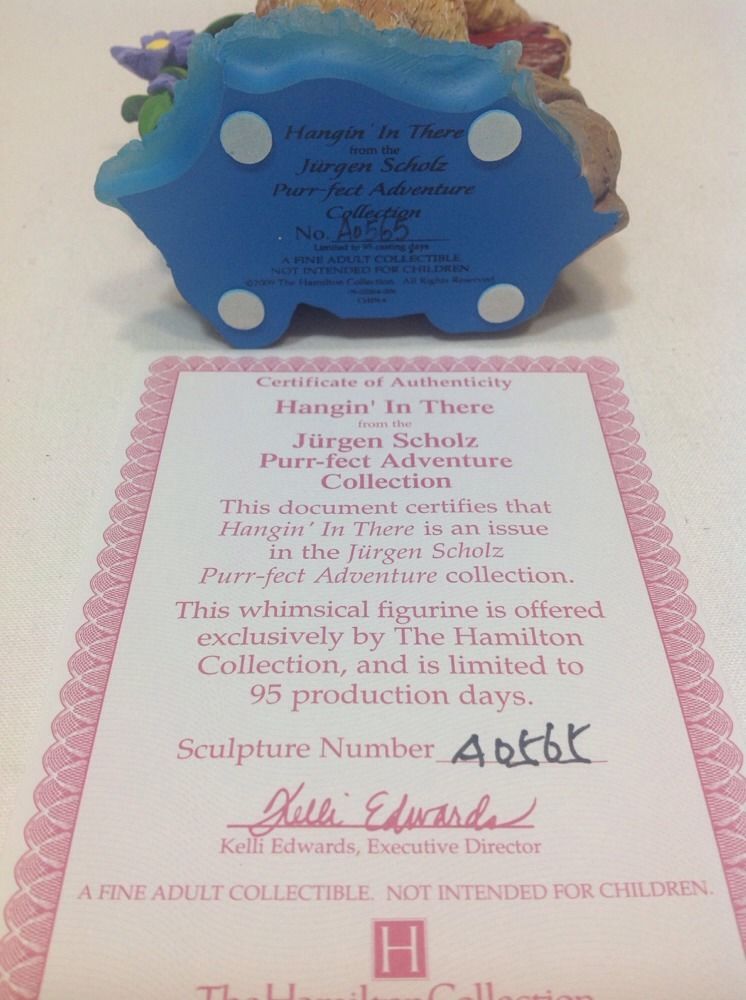 Hangin' In There
from the
Jürgen Scholz
Purr-fect Adventure
Collection
No. A0565
Limited to 95 casting days
A FINE ADULT COLLECTIBLE
NOT INTENDED FOR CHILDREN
©2009 The Hamilton Collection. All Rights Reserved
Certificate of Authenticity
Hangin' In There
from the
Jürgen Scholz
Purr-fect Adventure
Collection
This document certifies that
Hangin' In There is an issue
in the Jürgen Scholz
Purr-fect Adventure collection.
This whimsical figurine is offered
exclusively by The Hamilton
Collection, and is limited to
95 production days.
Sculpture Number A0565
Kelli Edwards
Kelli Edwards, Executive Director
A FINE ADULT COLLECTIBLE. NOT INTENDED FOR CHILDREN.
H
The Hamilton Collection